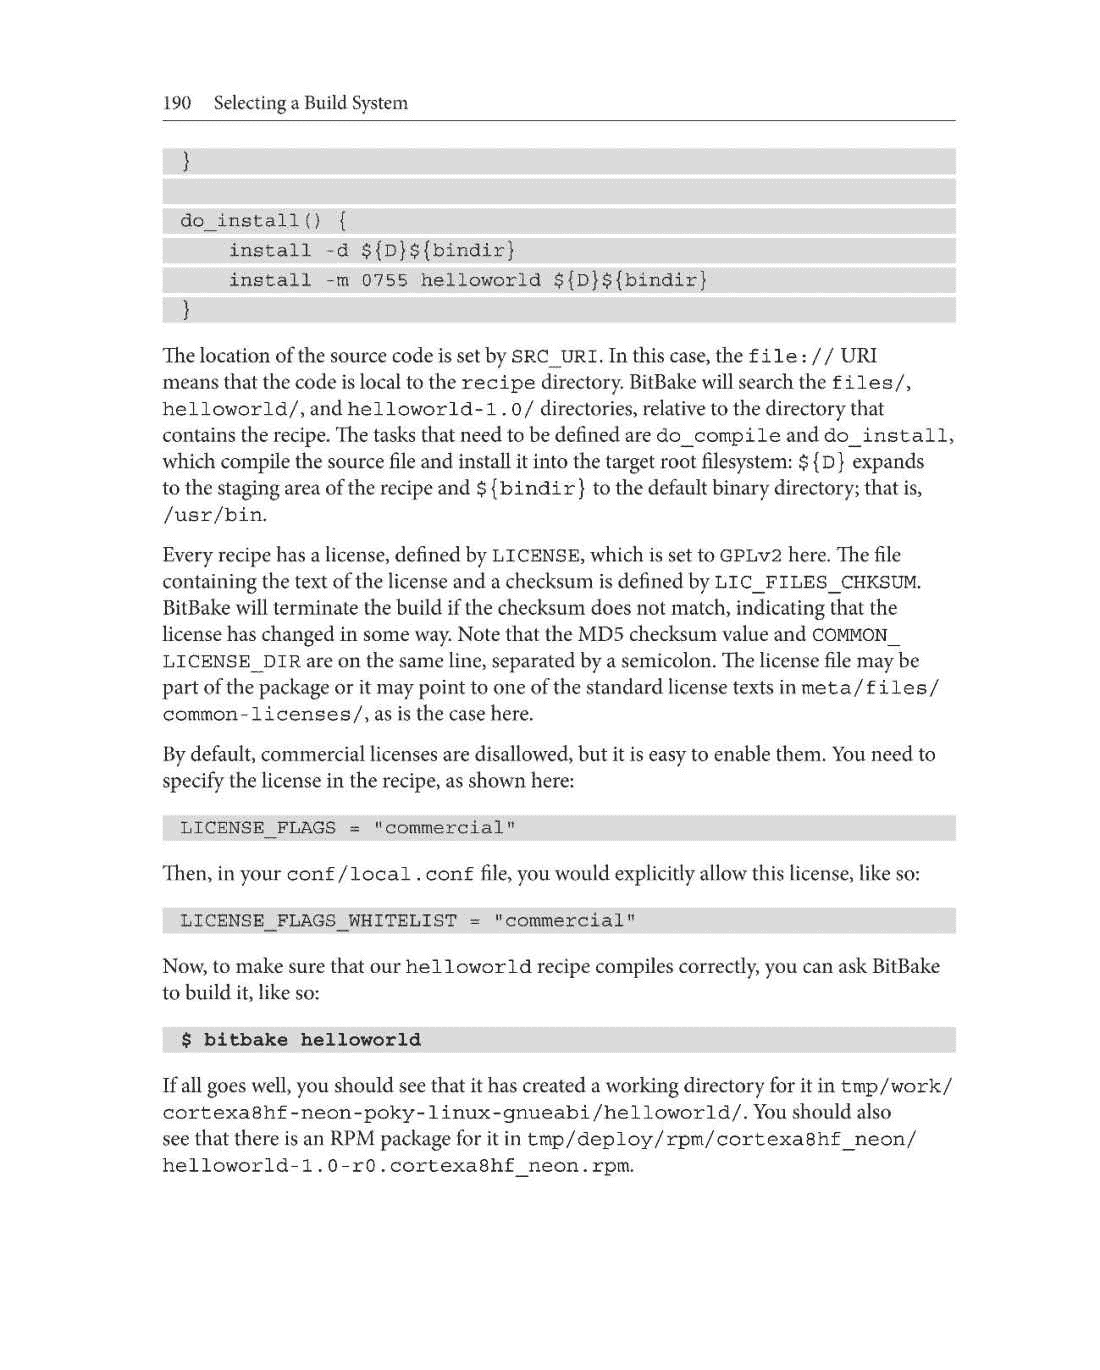 190 Selecting a Build System
}
do_install() {
install -d ${D}${bindir}
install -m 0755 helloworld ${D}${bindir}
}
The location of the source code is set by SRC_URI. In this case, the file:// URI
means that the code is local to the recipe directory. BitBake will search the files/,
helloworld/, and helloworld-1.0/ directories, relative to the directory that
contains the recipe. The tasks that need to be defined are do_compile and do_install,
which compile the source file and install it into the target root filesystem: ${D} expands
to the staging area of the recipe and ${bindir} to the default binary directory; that is,
/usr/bin.
Every recipe has a license, defined by LICENSE, which is set to GPLv2 here. The file
containing the text of the license and a checksum is defined by LIC_FILES_CHKSUM.
BitBake will terminate the build if the checksum does not match, indicating that the
license has changed in some way. Note that the MD5 checksum value and COMMON_
LICENSE_DIR are on the same line, separated by a semicolon. The license file may be
part of the package or it may point to one of the standard license texts in meta/files/
common-licenses/, as is the case here.
By default, commercial licenses are disallowed, but it is easy to enable them. You need to
specify the license in the recipe, as shown here:
LICENSE_FLAGS = "commercial"
Then, in your conf/local.conf file, you would explicitly allow this license, like so:
LICENSE_FLAGS_WHITELIST = "commercial"
Now, to make sure that our helloworld recipe compiles correctly, you can ask BitBake
to build it, like so:
$ bitbake helloworld
If all goes well, you should see that it has created a working directory for it in tmp/work/
cortexa8hf-neon-poky-linux-gnueabi/helloworld/. You should also
see that there is an RPM package for it in tmp/deploy/rpm/cortexa8hf_neon/
helloworld-1.0-r0.cortexa8hf_neon.rpm.